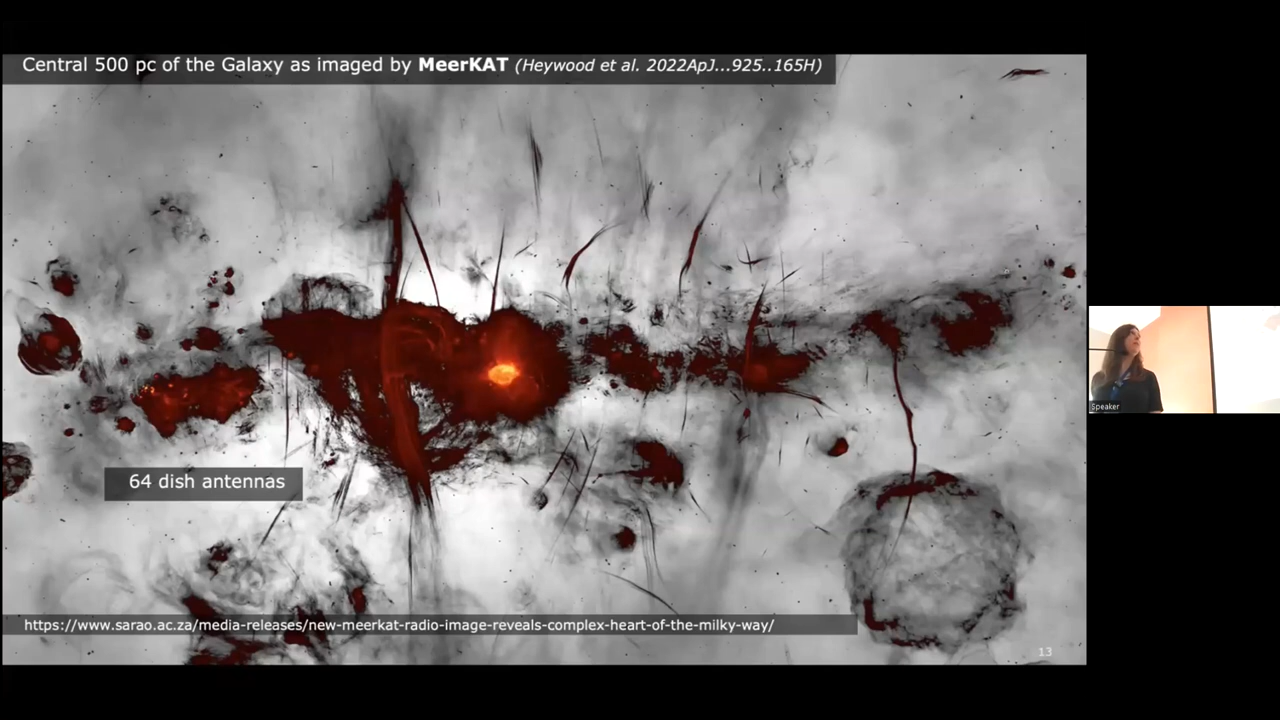 Central 500 pc of the Galaxy as imaged by MeerKAT (Heywood et al. 2022ApJ...925..165H)
64 dish antennas
https://www.sarao.ac.za/media-releases/new-meerkat-radio-image-reveals-complex-heart-of-the-milky-way/
13
Speaker